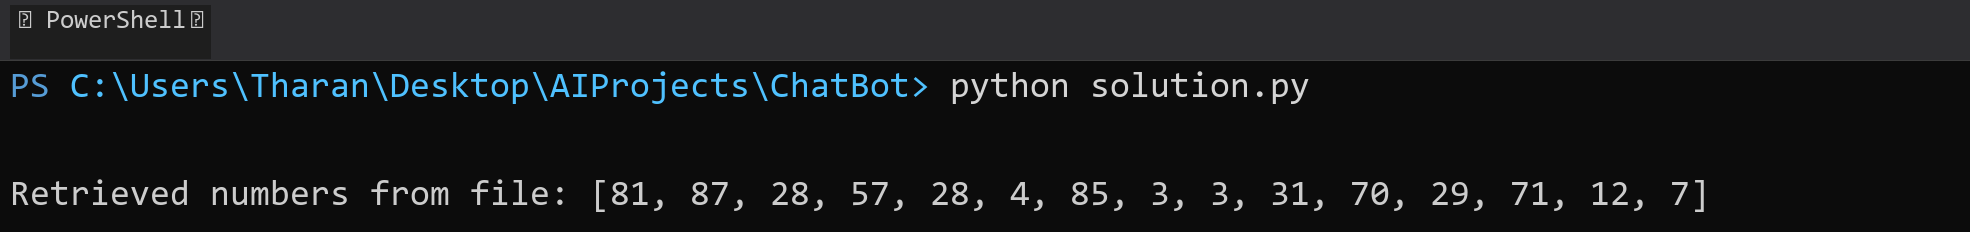 PowerShell
PS C:\Users\Tharan\Desktop\AIProjects\ChatBot> python solution.py
Retrieved numbers from file: [81, 87, 28, 57, 28, 4, 85, 3, 3, 31, 70, 29, 71, 12, 7]